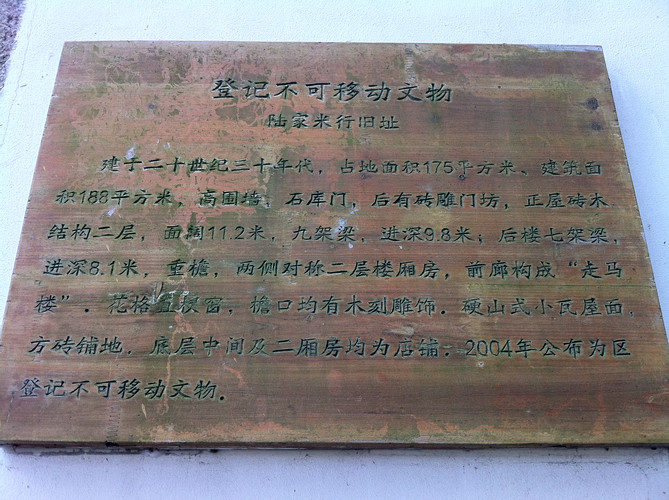 登记不可移动文物
陆家米行旧址
建于二十世纪三十年代，占地面积175平方米、建筑面
积188平方米，高围墙，石库门，后有砖雕门坊，正屋砖木
结构二层，面阔11.2米，九架梁，进深9.8米；后楼七架梁，
进深8.1米，重檐，两侧对称二层楼厢房，前廊构成“走马
楼”．花格 窗，檐口均有木刻雕饰．硬山式小瓦屋面，
方砖铺地，底层中间及二厢房均为店铺．2004年公布为区
登记不可移动文物．